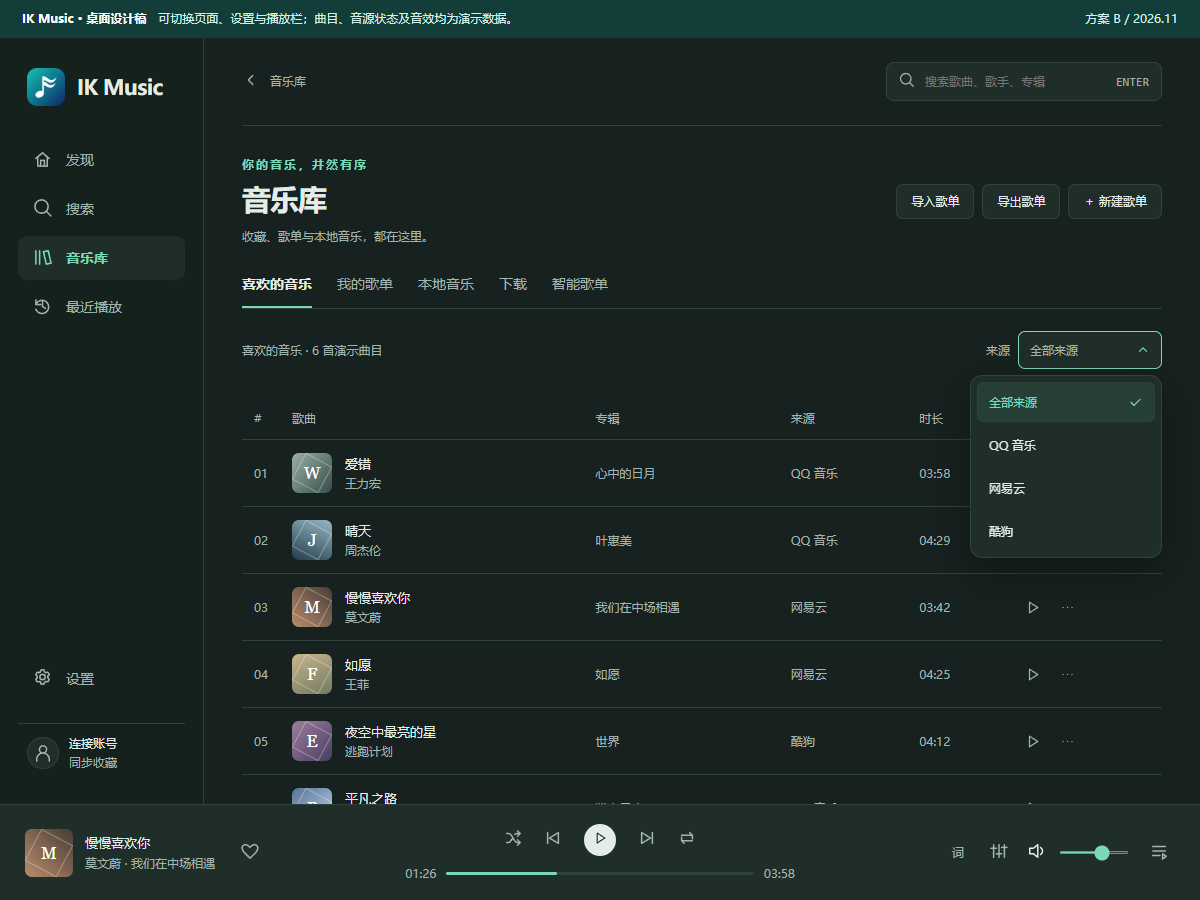 IK Music • 桌面设计稿 可切换页面、设置与播放栏；曲目、音源状态及音效均为演示数据。 方案 B / 2026.11
IK Music
音乐库
搜索歌曲、歌手、专辑 ENTER
发现
搜索
音乐库
最近播放
设置
连接账号
同步收藏
你的音乐，井然有序
音乐库
收藏、歌单与本地音乐，都在这里。
导入歌单 导出歌单 + 新建歌单
喜欢的音乐 我的歌单 本地音乐 下载 智能歌单
喜欢的音乐 · 6 首演示曲目
来源 全部来源
全部来源
QQ 音乐
网易云
酷狗
# 歌曲 专辑 来源 时长
01 W 爱错 心中的日月 QQ 音乐 03:58
王力宏
02 J 晴天 叶惠美 QQ 音乐 04:29
周杰伦
03 M 慢慢喜欢你 我们在中场相遇 网易云 03:42 ···
莫文蔚
04 F 如愿 如愿 网易云 04:25 ···
王菲
05 E 夜空中最亮的星 世界 酷狗 04:12 ···
逃跑计划
平凡之路
M
慢慢喜欢你
莫文蔚 · 我们在中场相遇
01:26 03:58
词